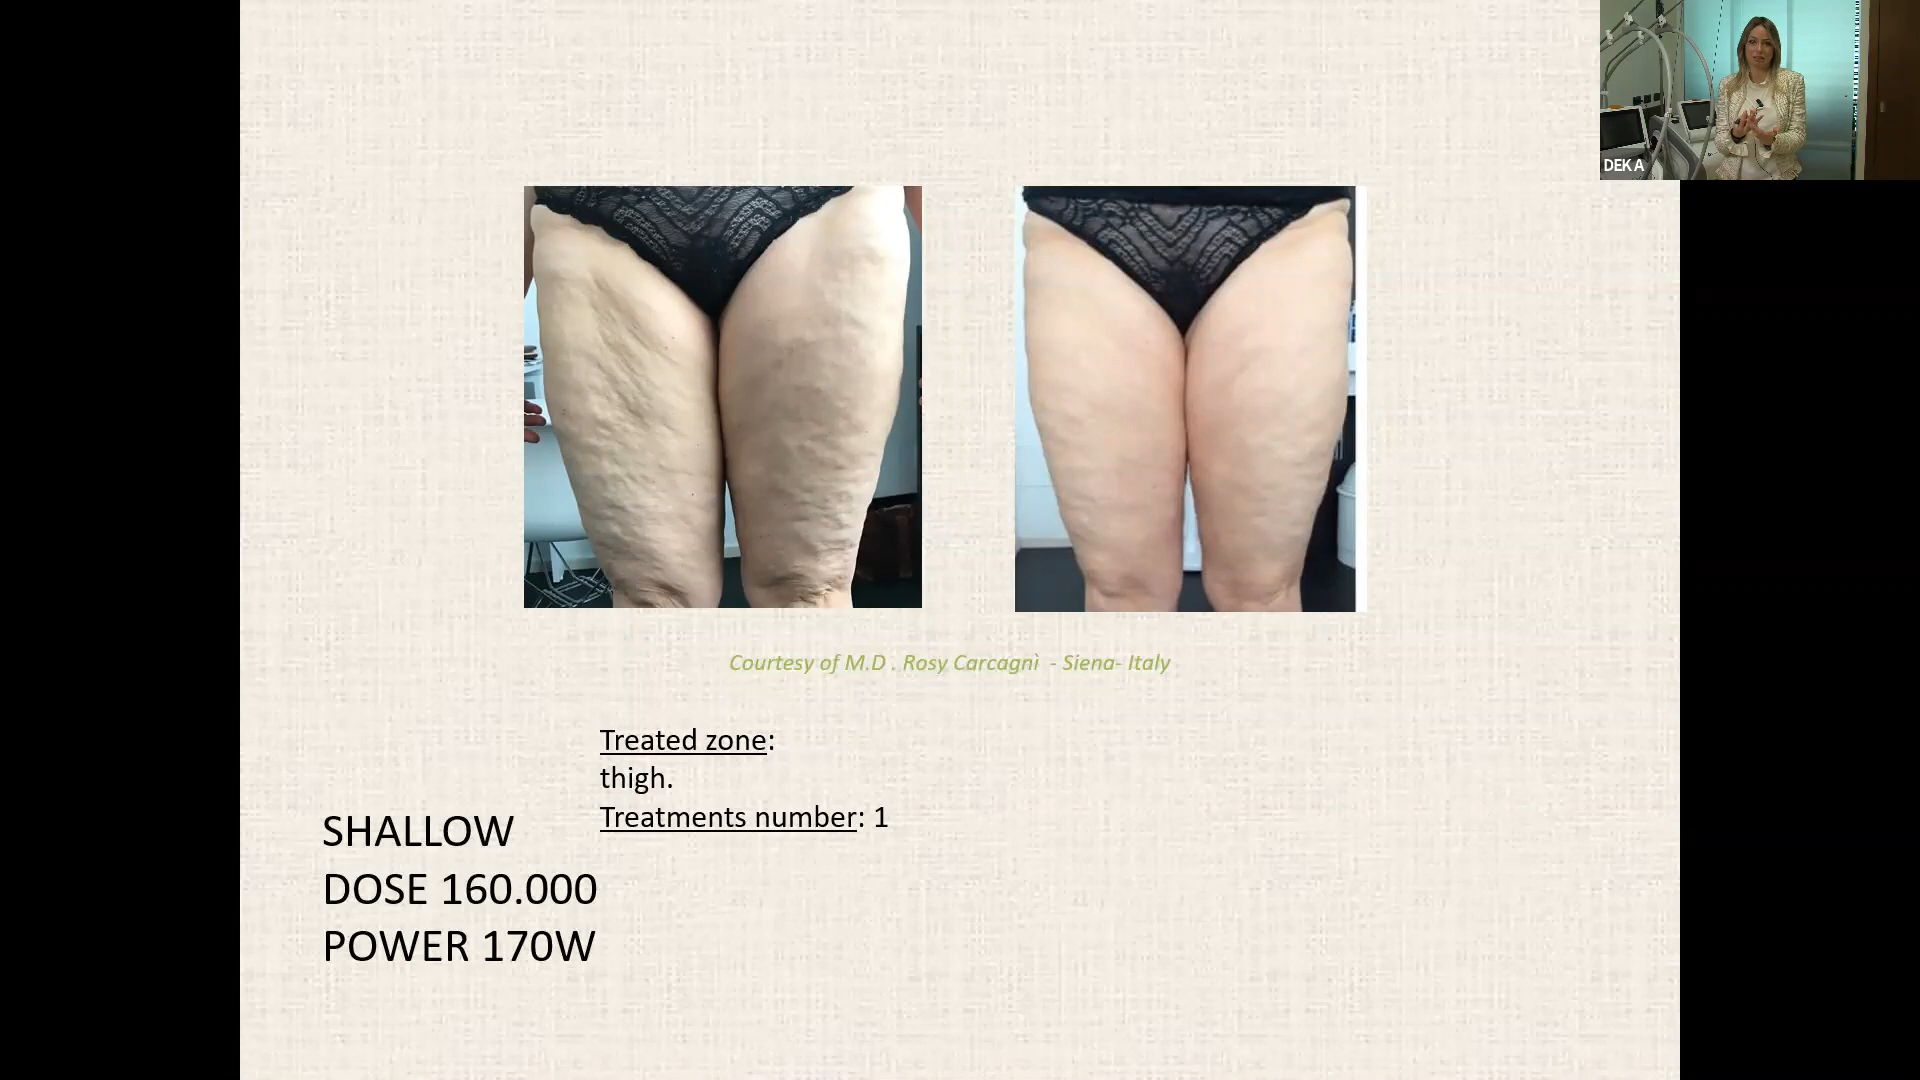 DEKA
Courtesy of M.D . Rosy Carcagnì - Siena- Italy
Treated zone:
thigh.
Treatments number: 1
SHALLOW
DOSE 160.000
POWER 170W